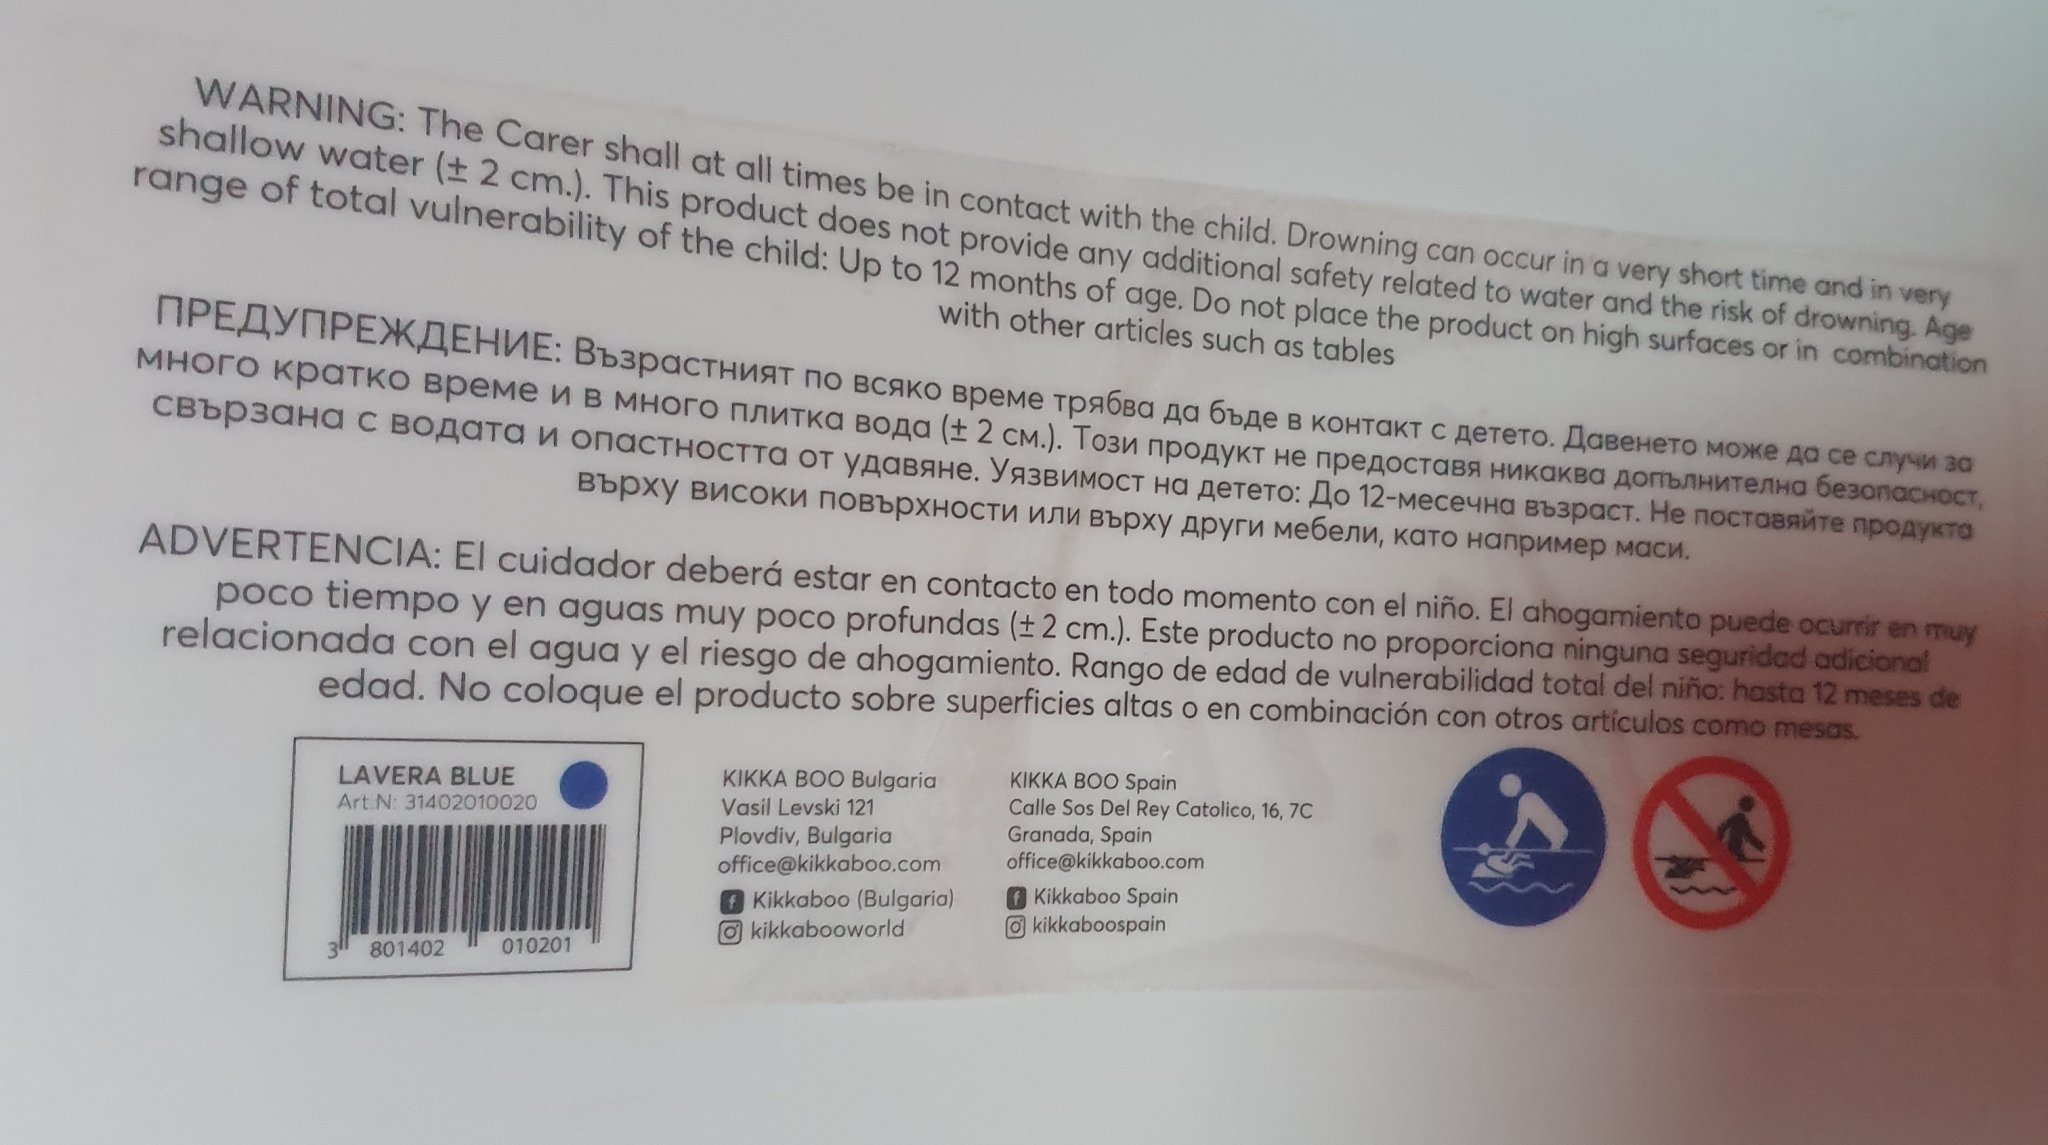 WARNING: The Carer shall at all times be in contact with the child. Drowning can occur in a very short time and in very
shallow water (± 2 cm.). This product does not provide any additional safety related to water and the risk of drowning. Age
range of total vulnerability of the child: Up to 12 months of age. Do not place the product on high surfaces or in combination
with other articles such as tables
ПРЕДУПРЕЖДЕНИЕ: Възрастният по всяко време трябва да бъде в контакт с детето. Давенето може да се случи за
много кратко време и в много плитка вода (± 2 см.). Този продукт не предоставя никаква допълнителна безопасност,
свързана с водата и опастността от удавяне. Уязвимост на детето: До 12-месечна възраст. Не поставяйте продукта
върху високи повърхности или върху други мебели, като например маси.
ADVERTENCIA: El cuidador deberá estar en contacto en todo momento con el niño. El ahogamiento puede ocurrir en muy
poco tiempo y en aguas muy poco profundas (± 2 cm.). Este producto no proporciona ninguna seguridad adicional
relacionada con el agua y el riesgo de ahogamiento. Rango de edad de vulnerabilidad total del niño: hasta 12 meses de
edad. No coloque el producto sobre superficies altas o en combinación con otros artículos como mesas.
LAVERA BLUE
Art.N: 31402010020
3 801402 010201
KIKKA BOO Bulgaria
Vasil Levski 121
Plovdiv, Bulgaria
office@kikkaboo.com
Kikkaboo (Bulgaria)
kikkabooworld
KIKKA BOO Spain
Calle Sos Del Rey Catolico, 16, 7C
Granada, Spain
office@kikkaboo.com
Kikkaboo Spain
kikkaboospain